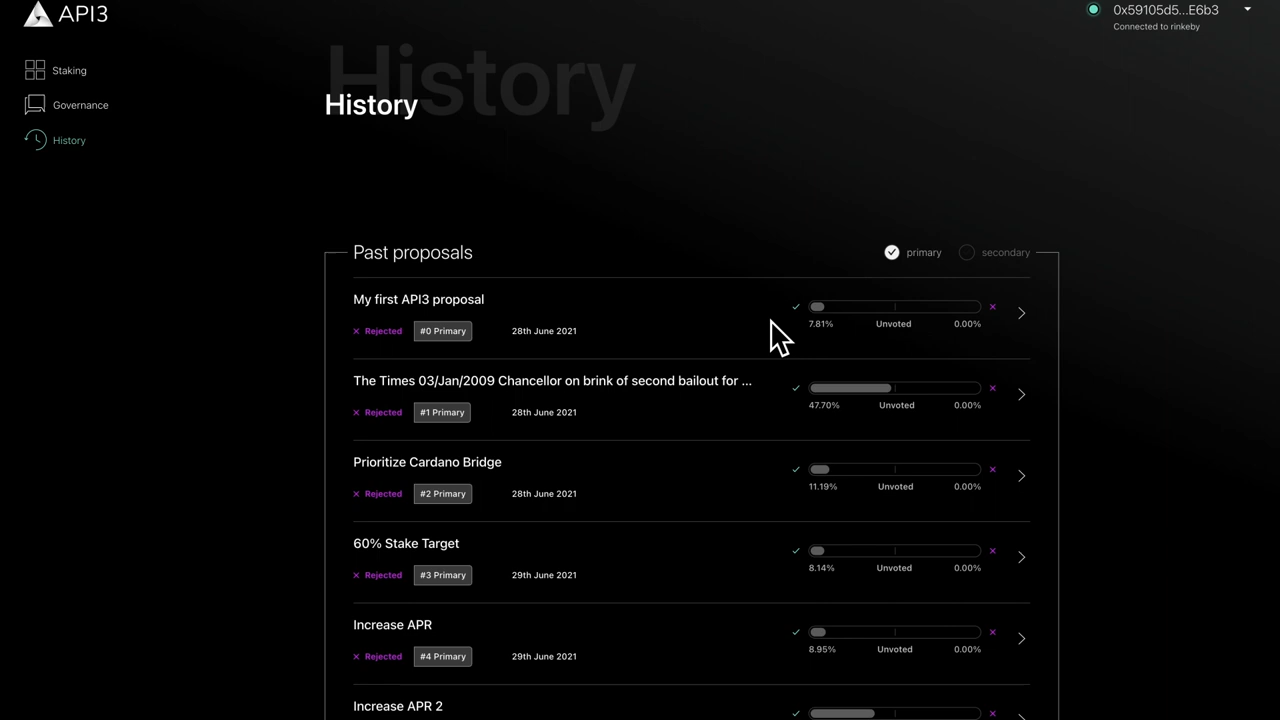 API3
0x59105d5...E6b3
Connected to rinkeby
Staking
Governance
History
History
History
Past proposals
primary
secondary
My first API3 proposal
Rejected
#0 Primary
28th June 2021
7.81%
Unvoted
0.00%
The Times 03/Jan/2009 Chancellor on brink of second bailout for ...
Rejected
#1 Primary
28th June 2021
47.70%
Unvoted
0.00%
Prioritize Cardano Bridge
Rejected
#2 Primary
28th June 2021
11.19%
Unvoted
0.00%
60% Stake Target
Rejected
#3 Primary
29th June 2021
8.14%
Unvoted
0.00%
Increase APR
Rejected
#4 Primary
29th June 2021
8.95%
Unvoted
0.00%
Increase APR 2